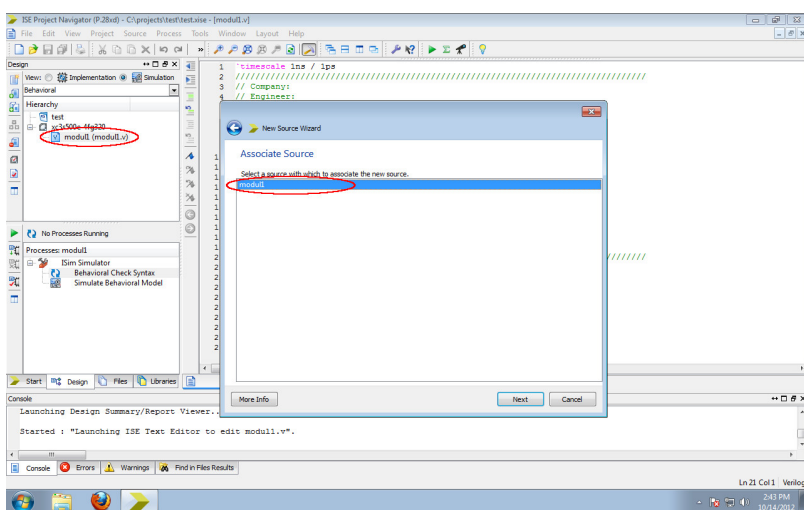 ISE Project Navigator (P.28xd) - C:\projects\test\test.xise - [modul1.v]
File Edit View Project Source Process Tools Window Layout Help
Design
View: Implementation Simulation
Behavioral
Hierarchy
test
xc3s500e-4fg320
modul1 (modul1.v)
No Processes Running
Processes: modul1
ISim Simulator
Behavioral Check Syntax
Simulate Behavioral Model
Start Design Files Libraries
1 `timescale 1ns / 1ps
2 //////////////////////////////////////////////////////////////////////////////////
3 // Company:
4 // Engineer:
New Source Wizard
Associate Source
Select a source with which to associate the new source.
modul1
More Info Next Cancel
Console
Launching Design Summary/Report Viewer..
Started : "Launching ISE Text Editor to edit modul1.v".
Console Errors Warnings Find in Files Results
Ln 21 Col 1 Verilog
2:43 PM
10/14/2012